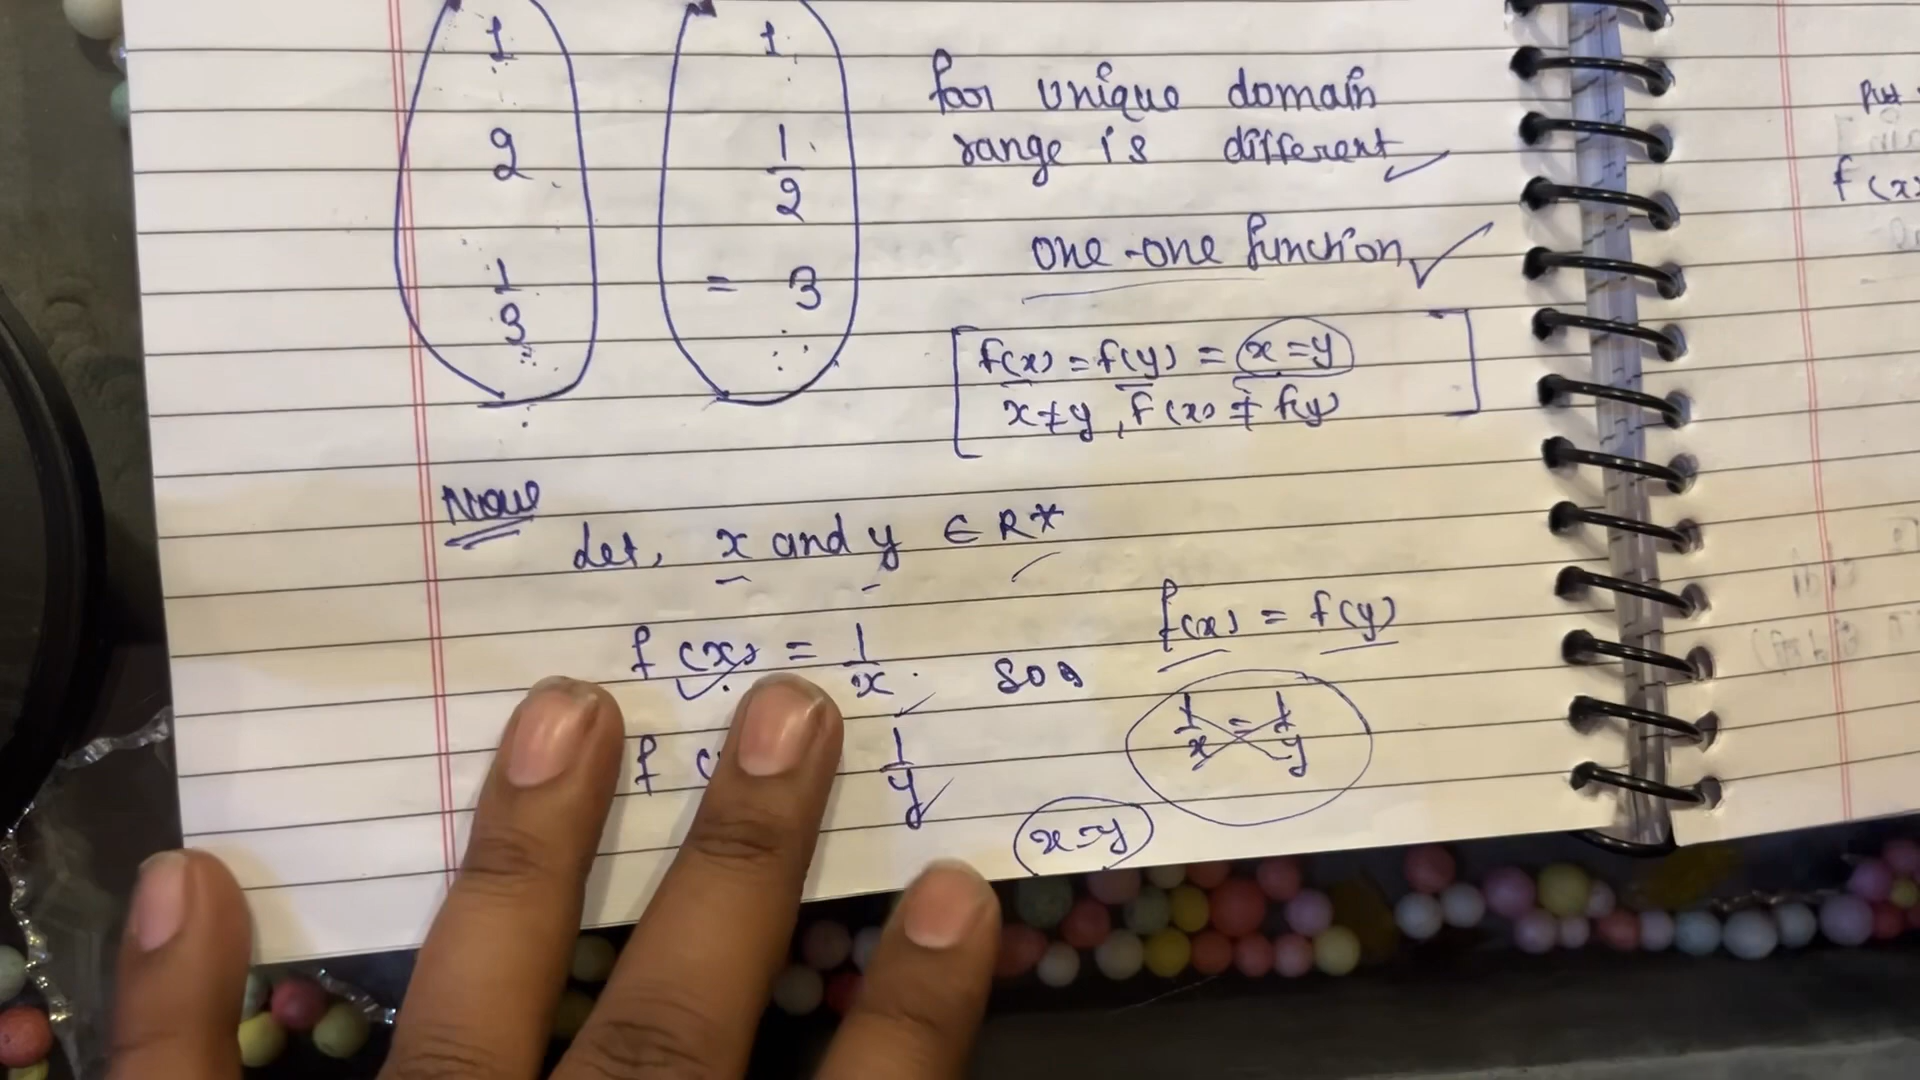 1 1
for unique domain
range is different
2 1/2
one-one function
1/3 = 3
f(x) = f(y) = x=y
x≠y, f(x) ≠ f(y)
Now
Let, x and y ∈ R*
f(x) = f(y)
f(x) = 1/x so,
1/x = 1/y
f ( 1/y
x=y
f(x